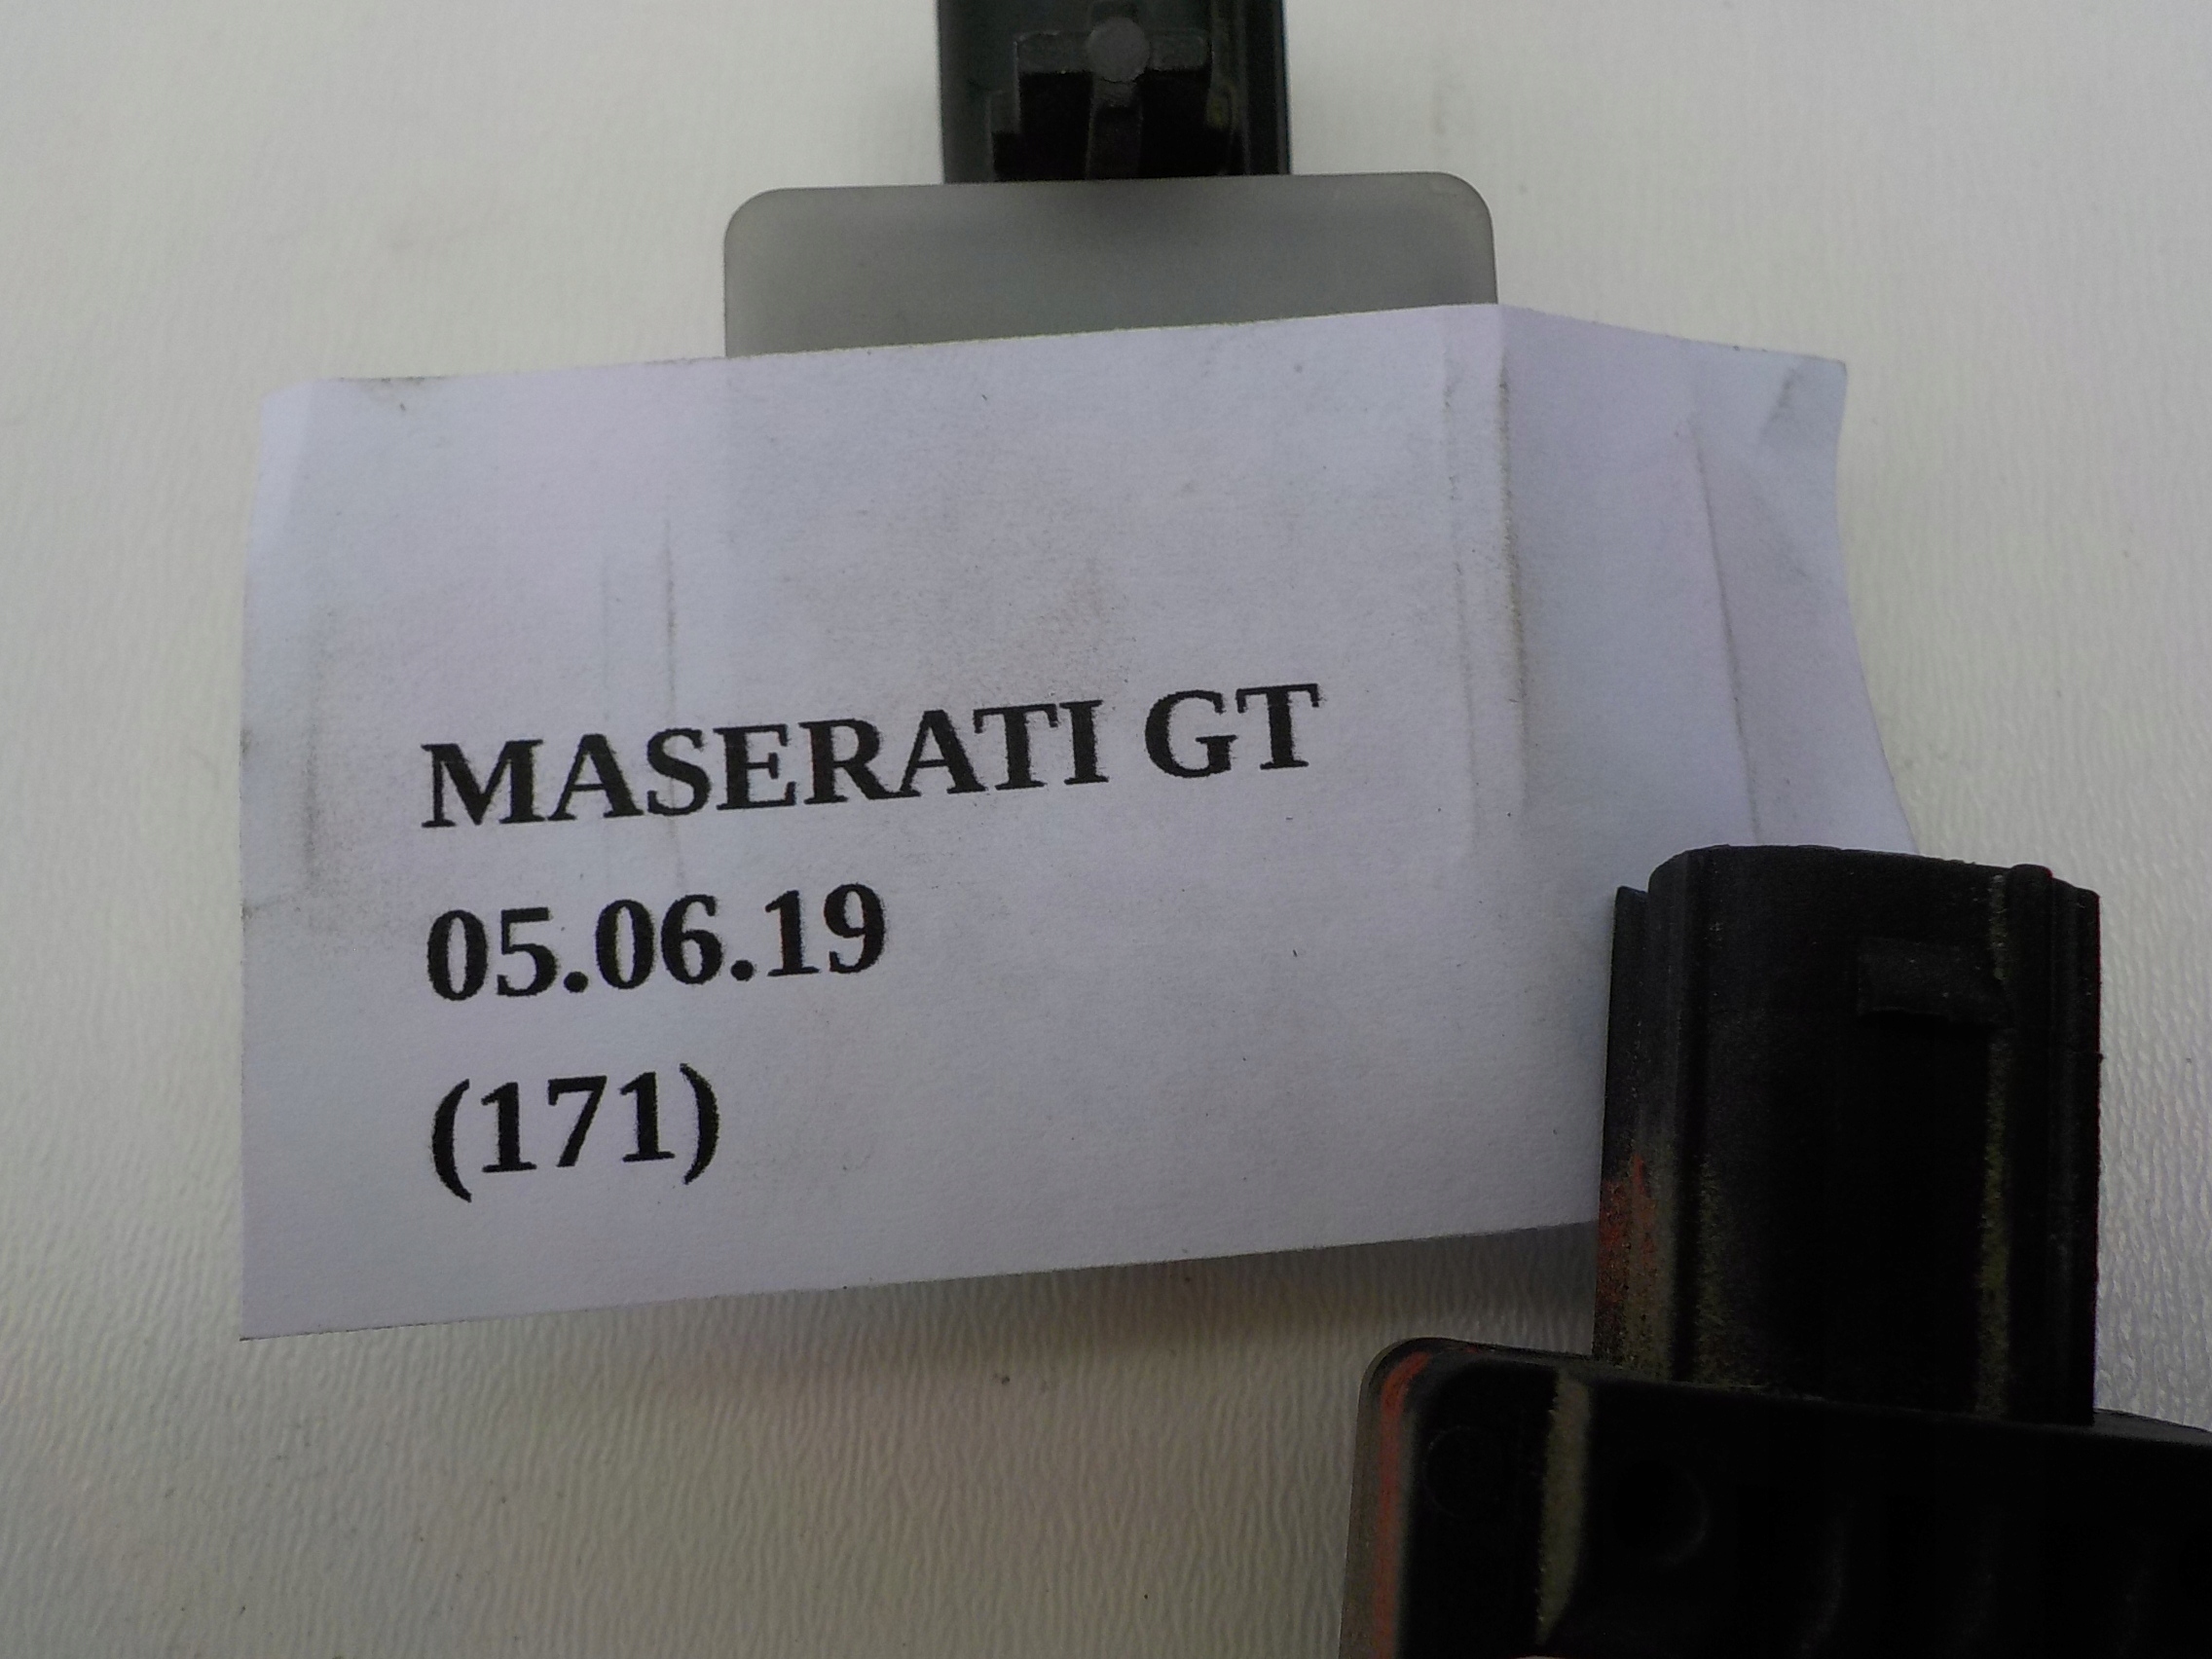 MASERATI GT
05.06.19
(171)